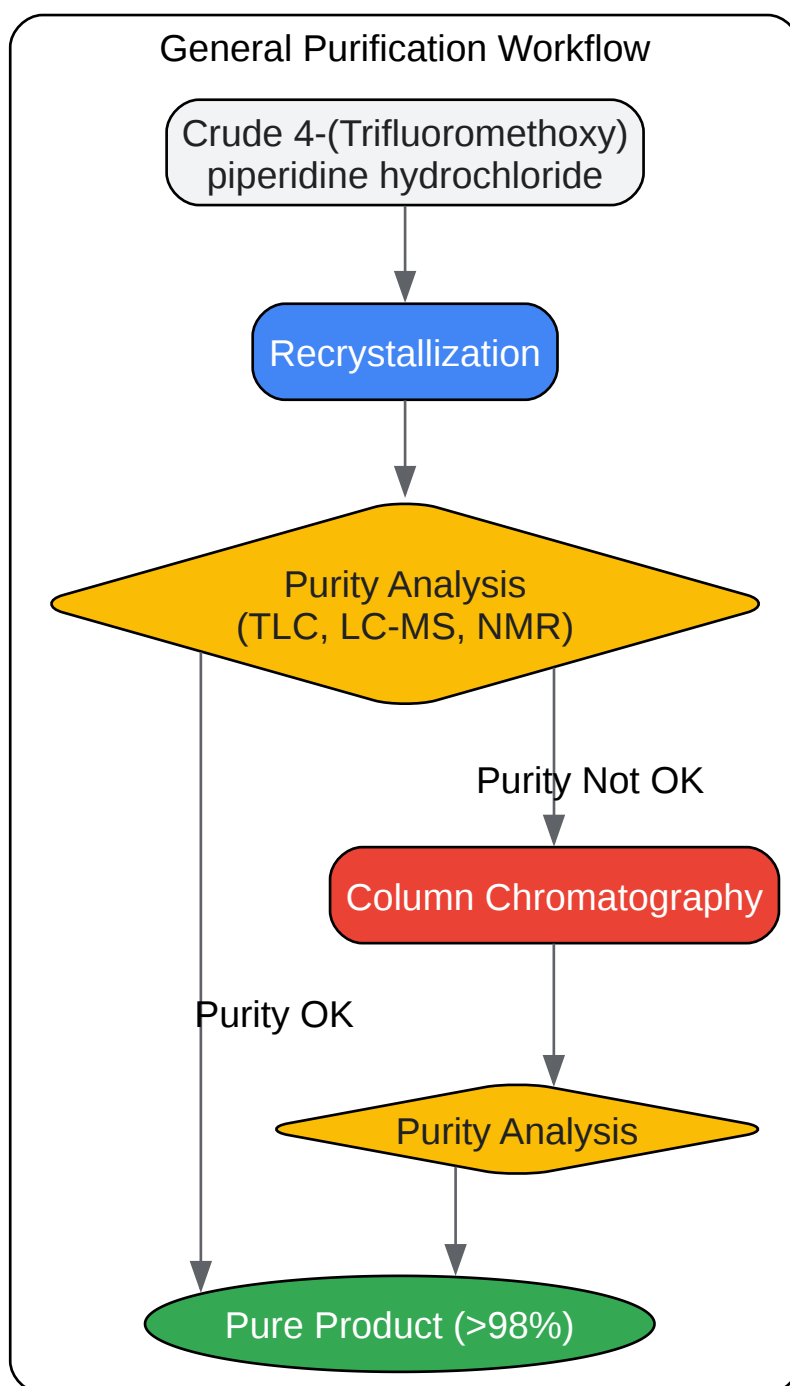 General Purification Workflow
Crude 4-(Trifluoromethoxy)
piperidine hydrochloride
Recrystallization
Purity Analysis
(TLC, LC-MS, NMR)
Purity Not OK
Column Chromatography
Purity OK
Purity Analysis
Pure Product (>98%)